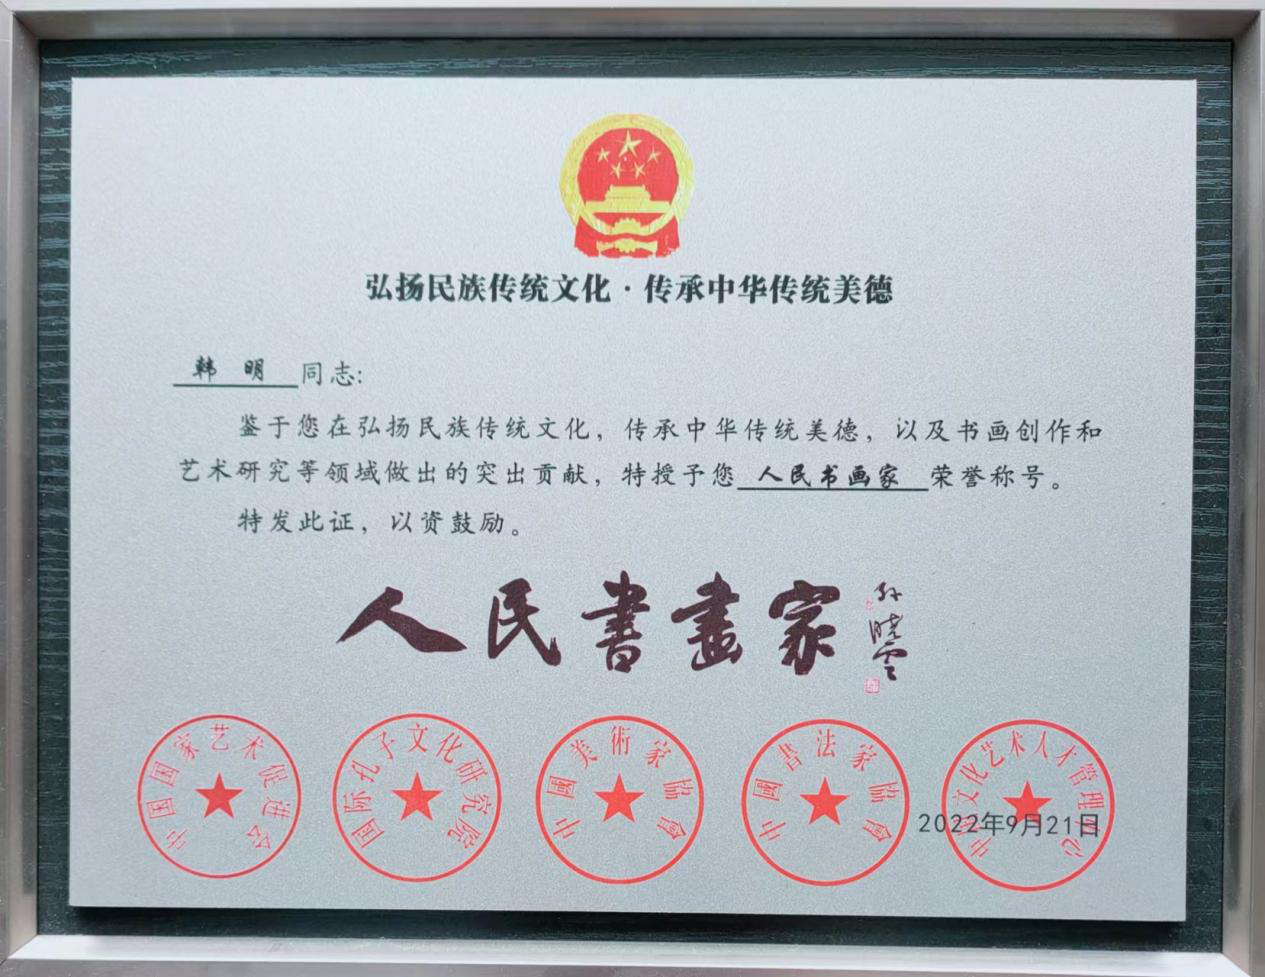 弘扬民族传统文化·传承中华传统美德
韩 明 同志:
鉴于您在弘扬民族传统文化，传承中华传统美德，以及书画创作和
艺术研究等领域做出的突出贡献，特授予您 人民书画家 荣誉称号。
特发此证，以资鼓励。
人民書畫家
孙晓云
中国国家艺术促进会
国际孔子文化研究院
中國美術家協會
中國書法家協會
文化艺术人才管理中心
2022年9月21日